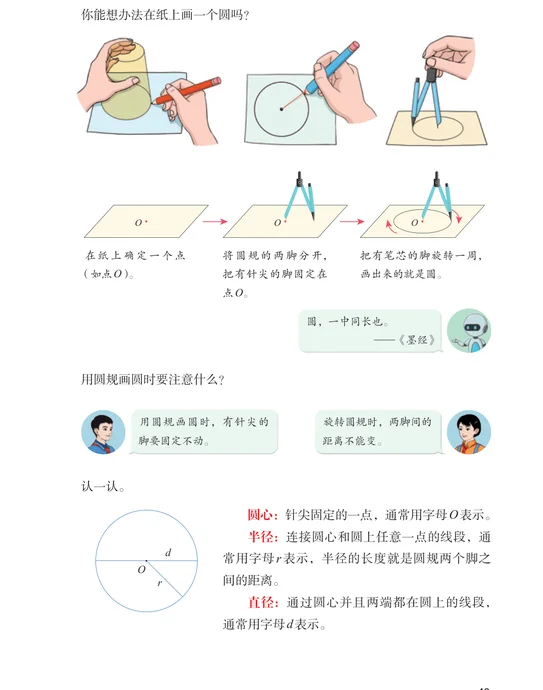 你能想办法在纸上画一个圆吗？
O
O
O
在纸上确定一个点
（如点O）。
将圆规的两脚分开，
把有针尖的脚固定在
点O。
把有笔芯的脚旋转一周，
画出来的就是圆。
圆，一中同长也。
——《墨经》
用圆规画圆时要注意什么？
用圆规画圆时，有针尖的
脚要固定不动。
旋转圆规时，两脚间的
距离不能变。
认一认。
d
O
r
圆心：针尖固定的一点，通常用字母O表示。
半径：连接圆心和圆上任意一点的线段，通
常用字母r表示，半径的长度就是圆规两个脚之
间的距离。
直径：通过圆心并且两端都在圆上的线段，
通常用字母d表示。